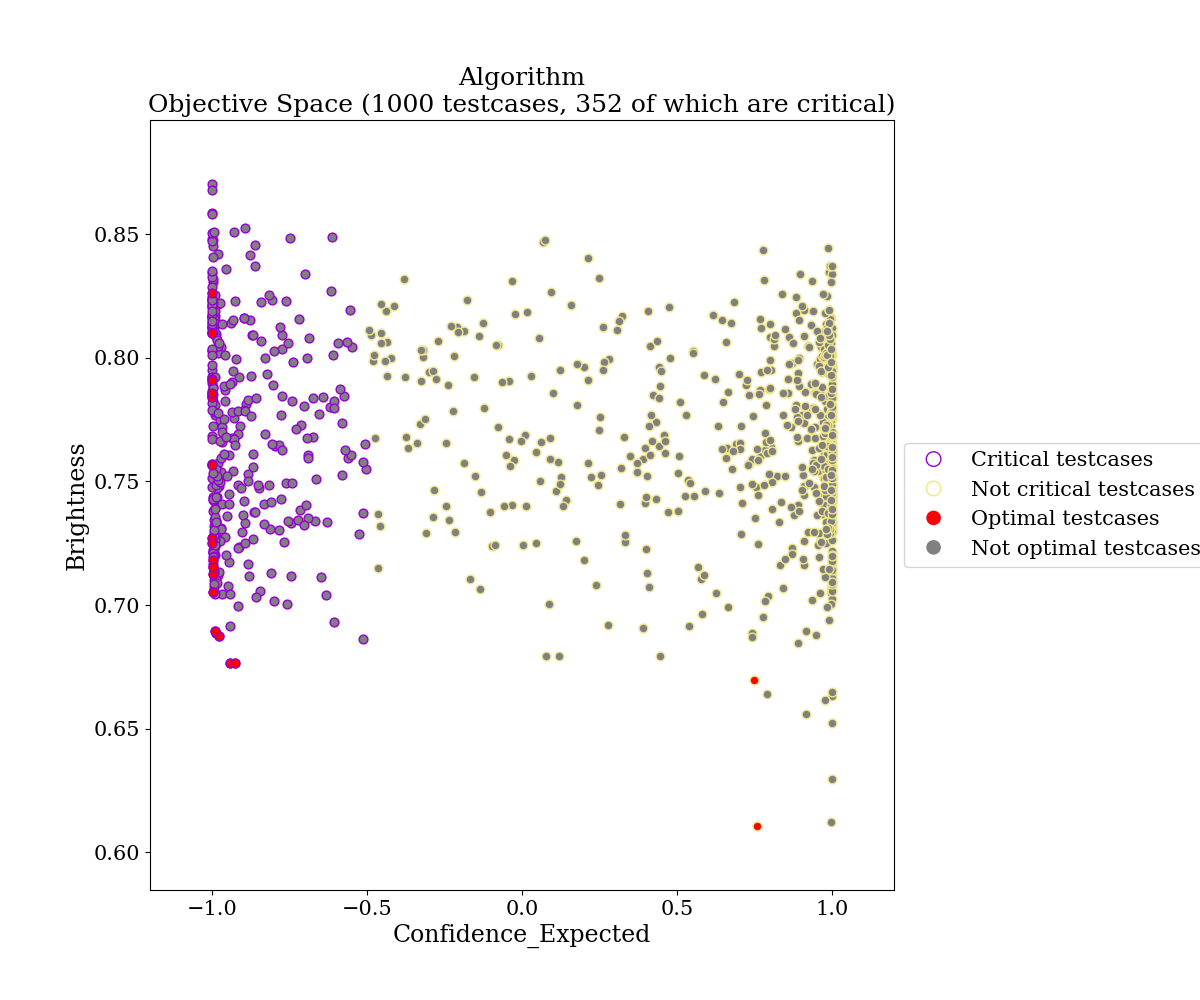 Algorithm
Objective Space (1000 testcases, 352 of which are critical)
0.85
0.80
0.75
0.70
0.65
0.60
Brightness
−1.0
−0.5
0.0
0.5
1.0
Confidence_Expected
Critical testcases
Not critical testcases
Optimal testcases
Not optimal testcases